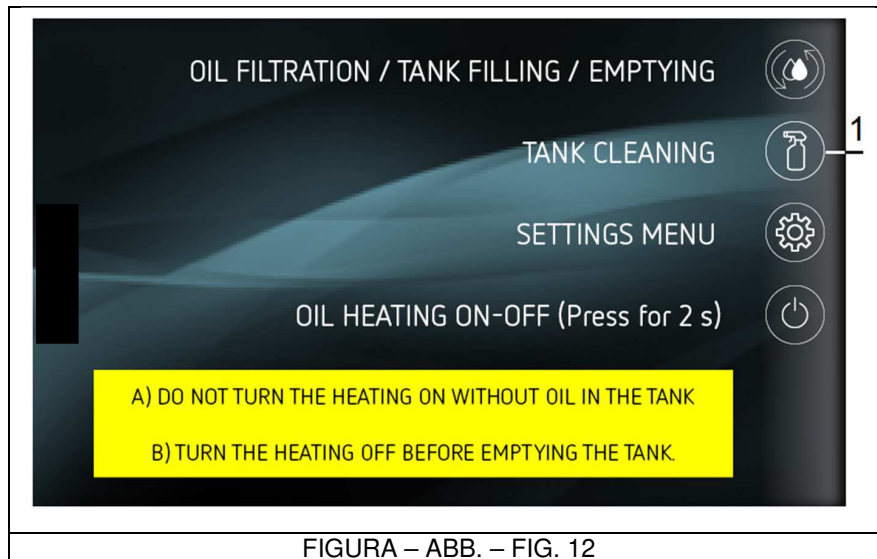 OIL FILTRATION / TANK FILLING / EMPTYING
1
TANK CLEANING
SETTINGS MENU
OIL HEATING ON-OFF (Press for 2 s)
A) DO NOT TURN THE HEATING ON WITHOUT OIL IN THE TANK
B) TURN THE HEATING OFF BEFORE EMPTYING THE TANK.
FIGURA – ABB. – FIG. 12